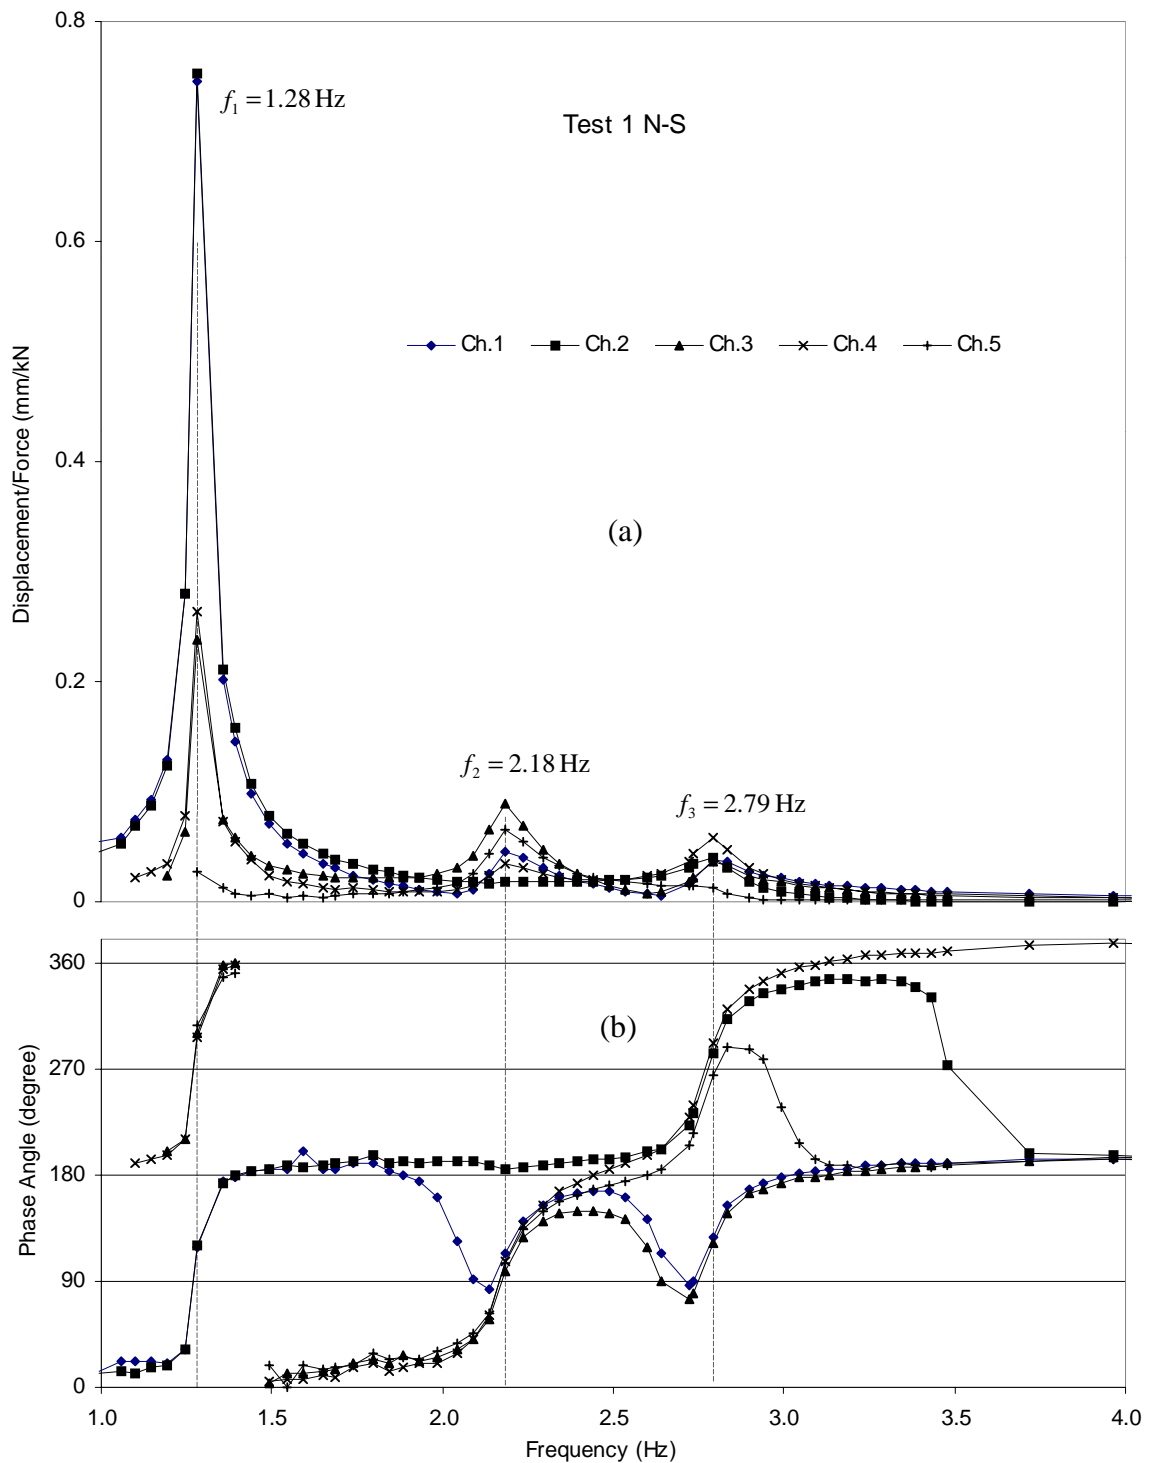 0.8
f₁ = 1.28 Hz
Test 1 N-S
0.6
Ch.1 Ch.2 Ch.3 Ch.4 Ch.5
Displacement/Force (mm/kN)
0.4
(a)
0.2
f₂ = 2.18 Hz
f₃ = 2.79 Hz
0
360
(b)
270
Phase Angle (degree)
180
90
0
1.0 1.5 2.0 2.5 3.0 3.5 4.0
Frequency (Hz)